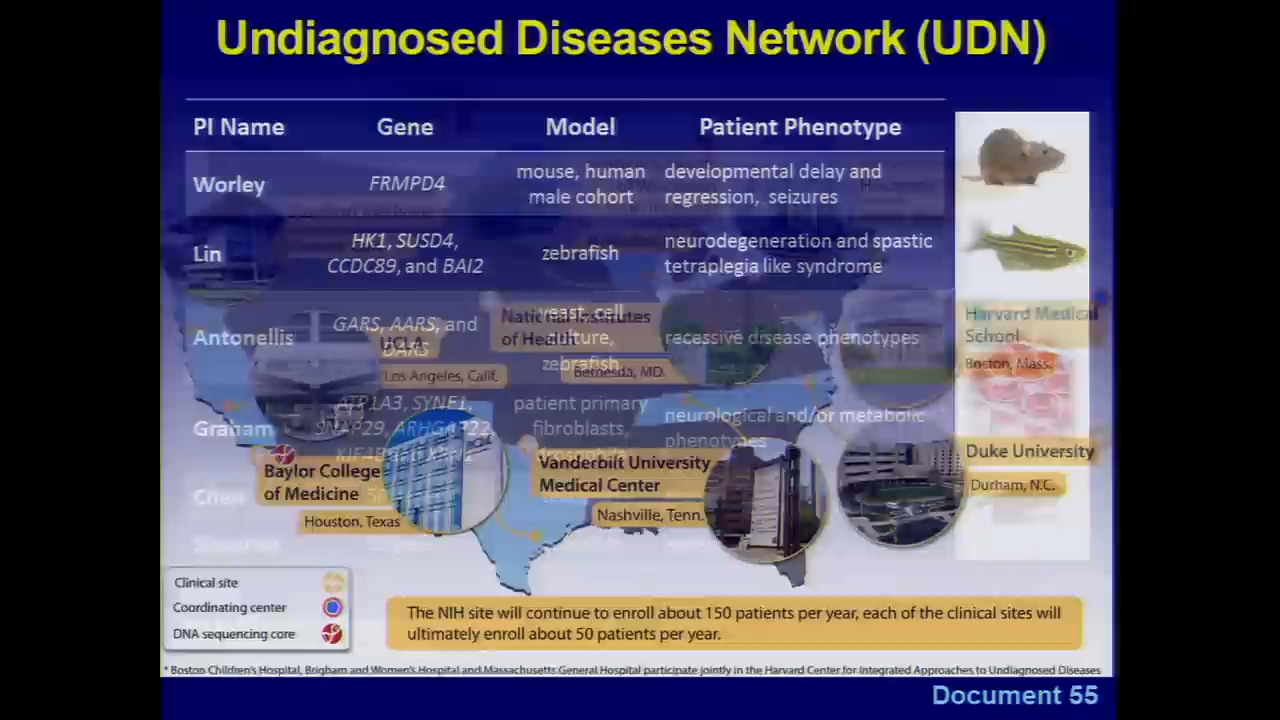 Undiagnosed Diseases Network (UDN)
PI Name Gene Model Patient Phenotype
Worley FRMPD4 mouse, human male cohort developmental delay and regression, seizures
Lin HK1, SUSD4, CCDC89, and BAI2 zebrafish neurodegeneration and spastic tetraplegia like syndrome
Antonellis GARS, AARS, and yeast, cell culture, zebrafish recessive disease phenotypes
Graham ATP1A3, SYNE1, SNAP29, ARHGAP22, patient primary fibroblasts, neurological and/or metabolic phenotypes
UCLA
Los Angeles, Calif.
National Institutes
of Health
Bethesda, MD.
Harvard Medical
School
Boston, Mass.
Baylor College
of Medicine
Houston, Texas
Vanderbilt University
Medical Center
Nashville, Tenn.
Duke University
Durham, N.C.
Clinical site
Coordinating center
DNA sequencing core
The NIH site will continue to enroll about 150 patients per year, each of the clinical sites will
ultimately enroll about 50 patients per year.
* Boston Children's Hospital, Brigham and Women's Hospital and Massachusetts General Hospital participate jointly in the Harvard Center for Integrated Approaches to Undiagnosed Diseases
Document 55